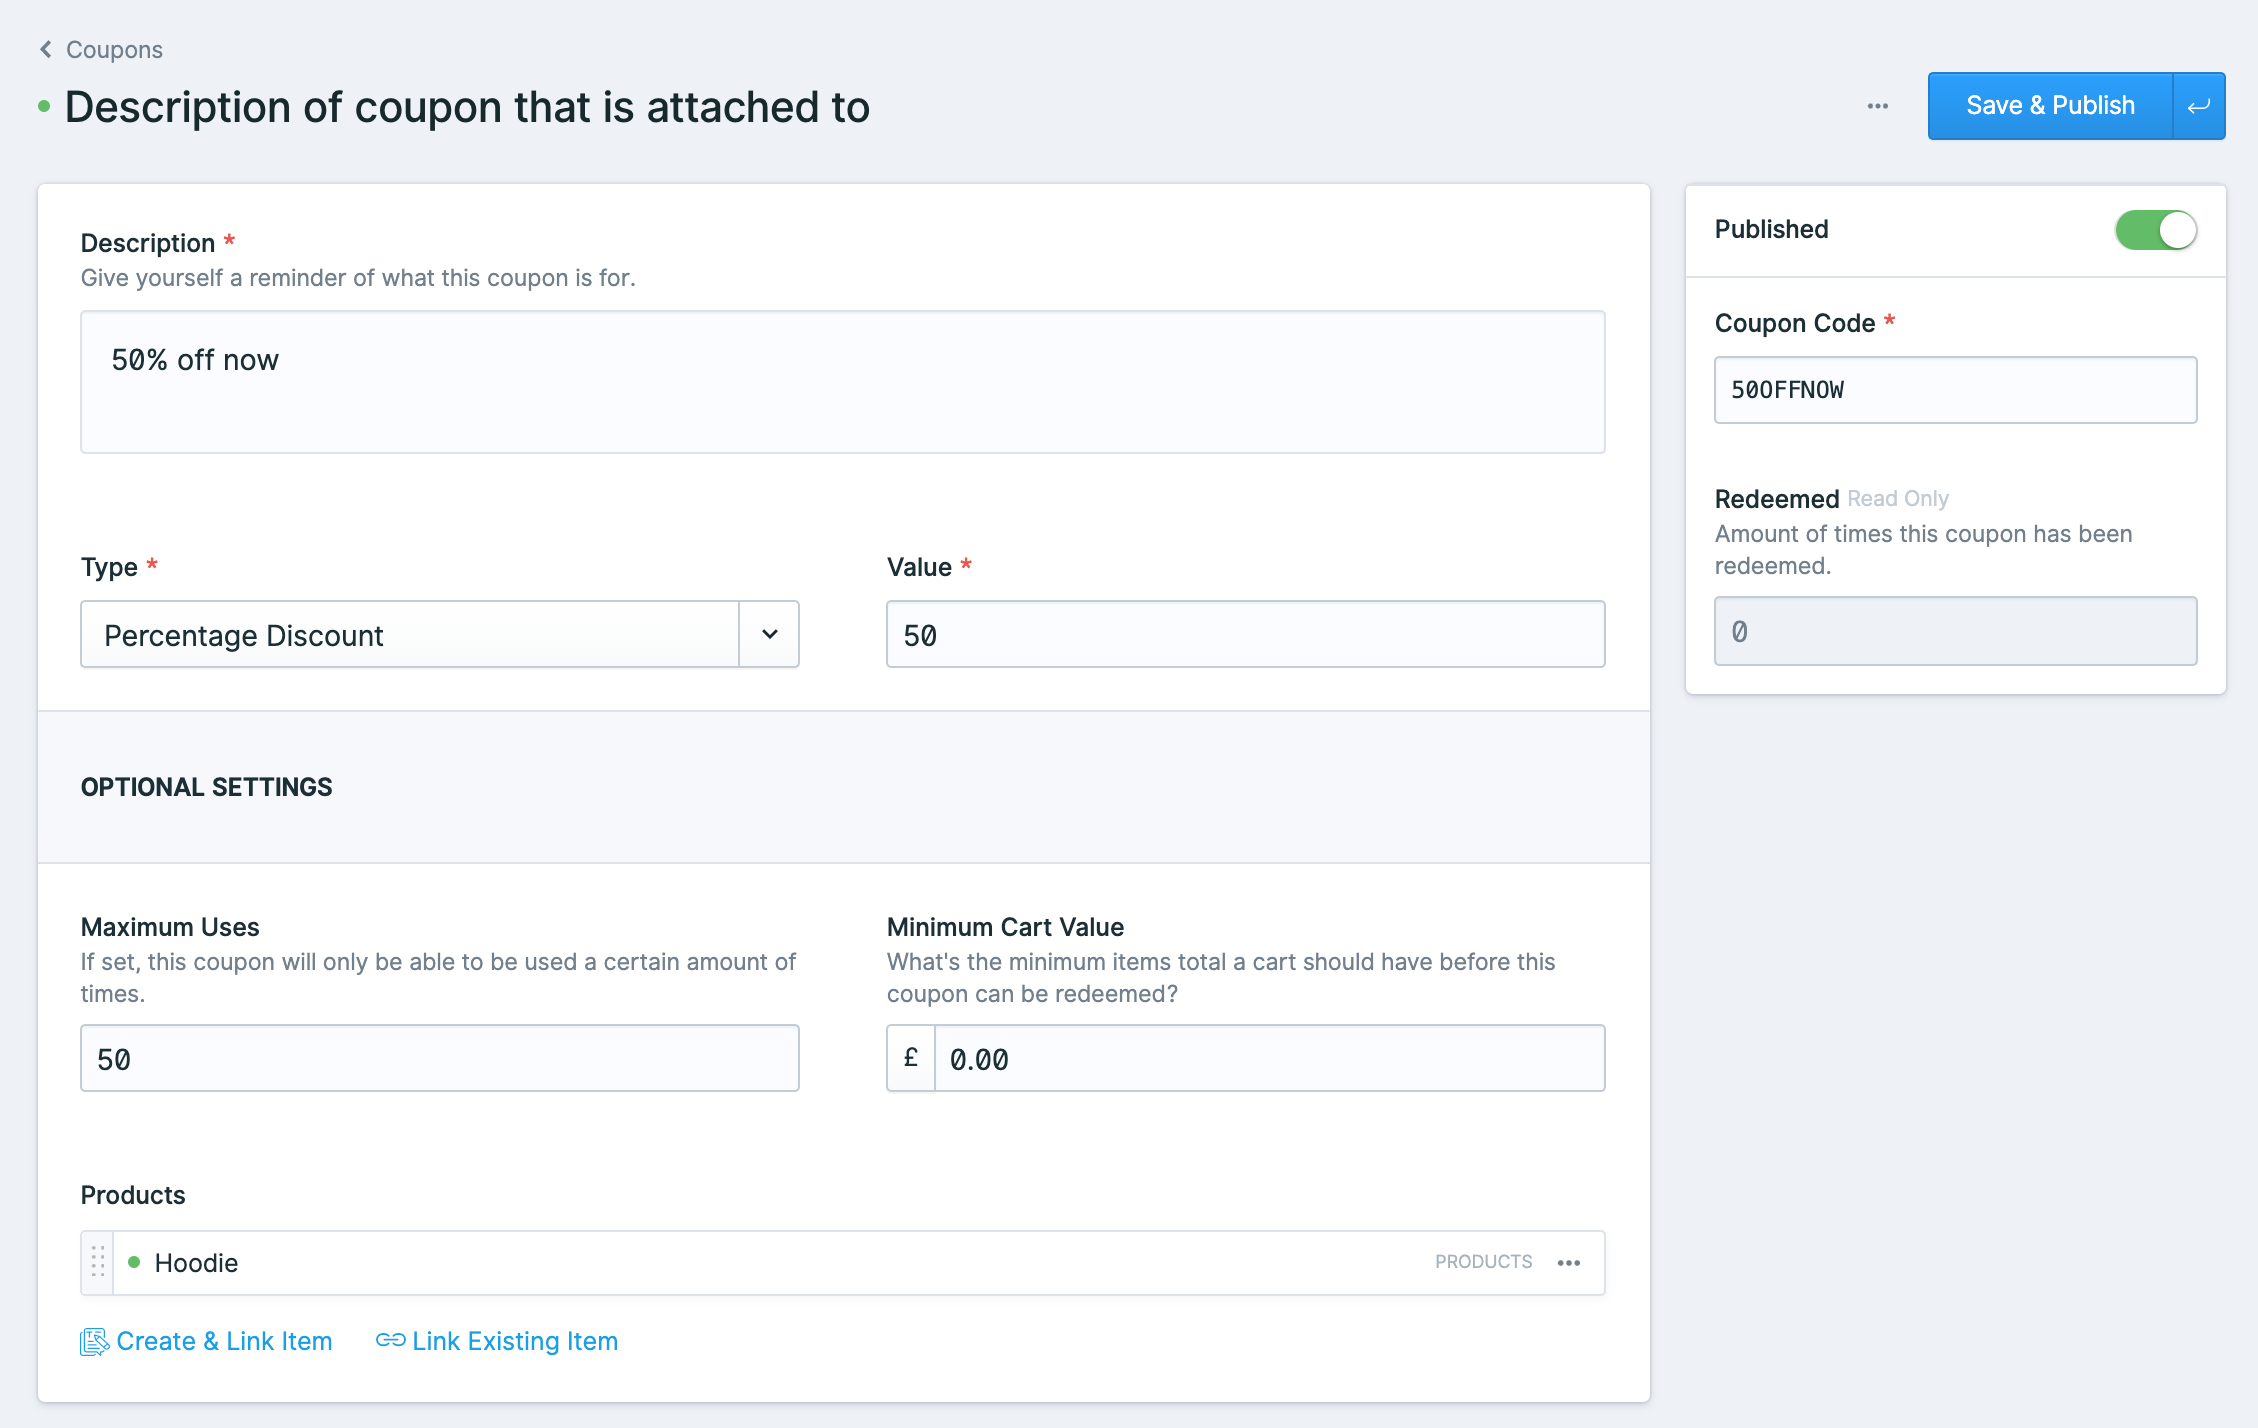 Coupons
Description of coupon that is attached to
Save & Publish
Description *
Give yourself a reminder of what this coupon is for.
50% off now
Type *
Value *
Percentage Discount
50
OPTIONAL SETTINGS
Maximum Uses
If set, this coupon will only be able to be used a certain amount of
times.
50
Minimum Cart Value
What's the minimum items total a cart should have before this
coupon can be redeemed?
£ 0.00
Products
Hoodie
PRODUCTS
Create & Link Item
Link Existing Item
Published
Coupon Code *
50OFFNOW
Redeemed Read Only
Amount of times this coupon has been
redeemed.
0